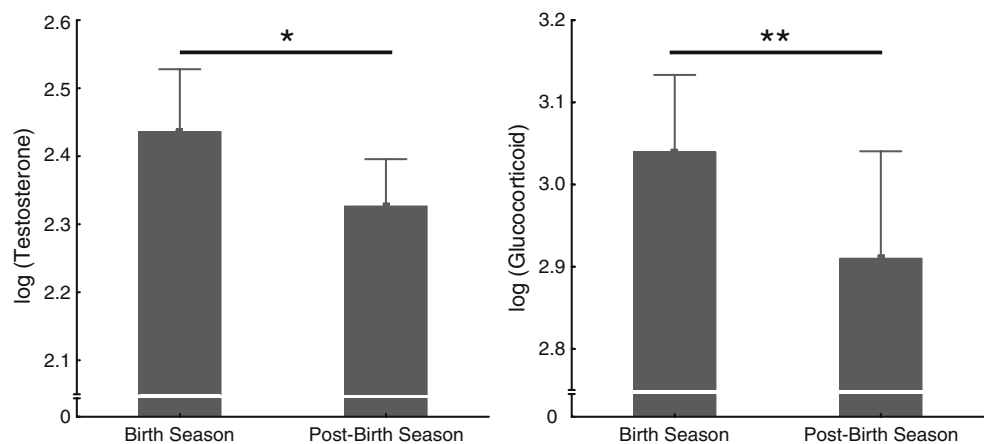 2.6
2.5
2.4
2.3
2.2
2.1
0
log (Testosterone)
*
Birth Season
Post-Birth Season
3.2
3.1
3.0
2.9
2.8
0
log (Glucocorticoid)
**
Birth Season
Post-Birth Season